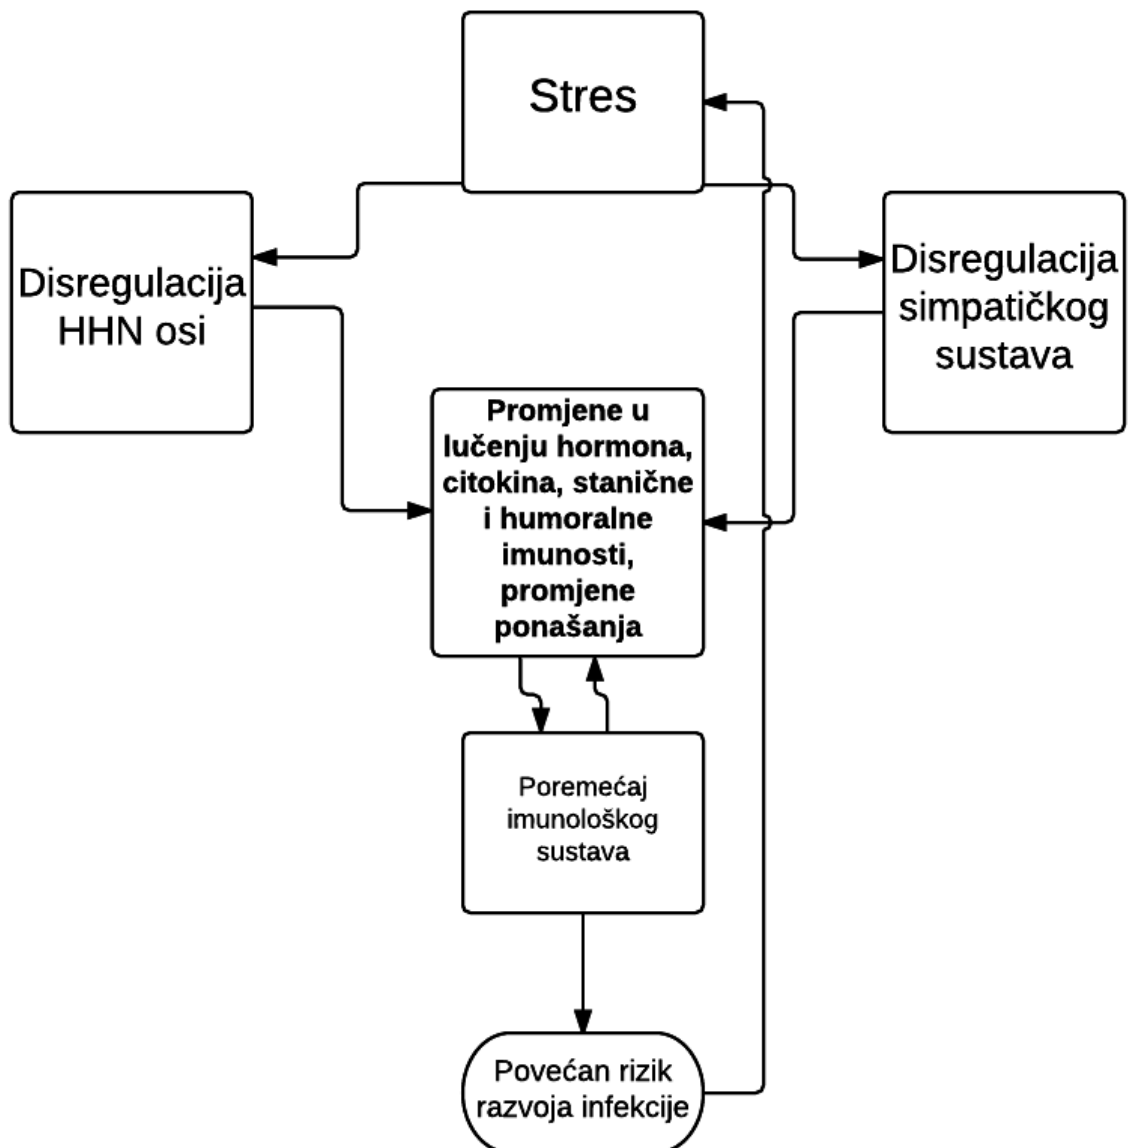 Stres
Disregulacija
HHN osi
Disregulacija
simpatičkog
sustava
Promjene u
lučenju hormona,
citokina, stanične
i humoralne
imunosti,
promjene
ponašanja
Poremećaj
imunološkog
sustava
Povećan rizik
razvoja infekcije